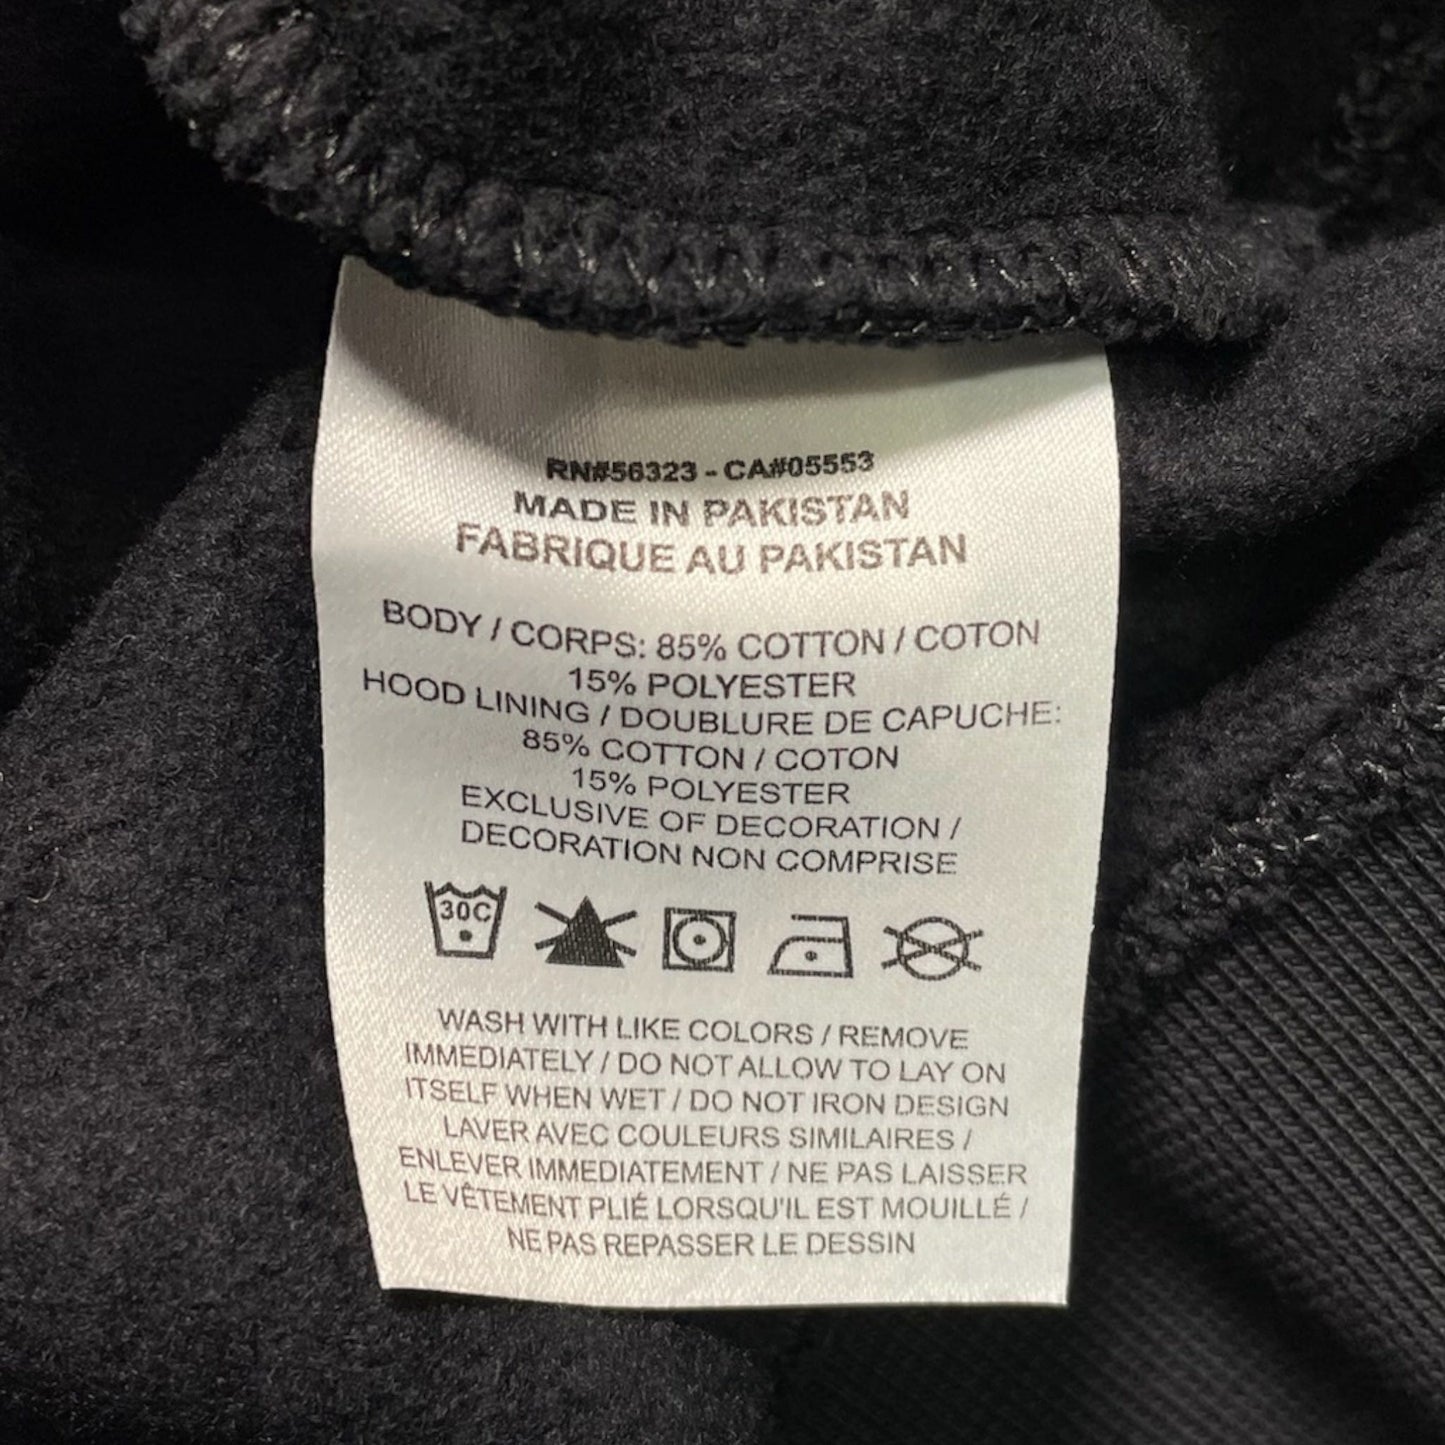 RN#56323 - CA#05553
MADE IN PAKISTAN
FABRIQUE AU PAKISTAN
BODY / CORPS: 85% COTTON / COTON
15% POLYESTER
HOOD LINING / DOUBLURE DE CAPUCHE:
85% COTTON / COTON
15% POLYESTER
EXCLUSIVE OF DECORATION /
DECORATION NON COMPRISE
30C
WASH WITH LIKE COLORS / REMOVE
IMMEDIATELY / DO NOT ALLOW TO LAY ON
ITSELF WHEN WET / DO NOT IRON DESIGN
LAVER AVEC COULEURS SIMILAIRES /
ENLEVER IMMEDIATEMENT / NE PAS LAISSER
LE VÊTEMENT PLIÉ LORSQU'IL EST MOUILLÉ /
NE PAS REPASSER LE DESSIN